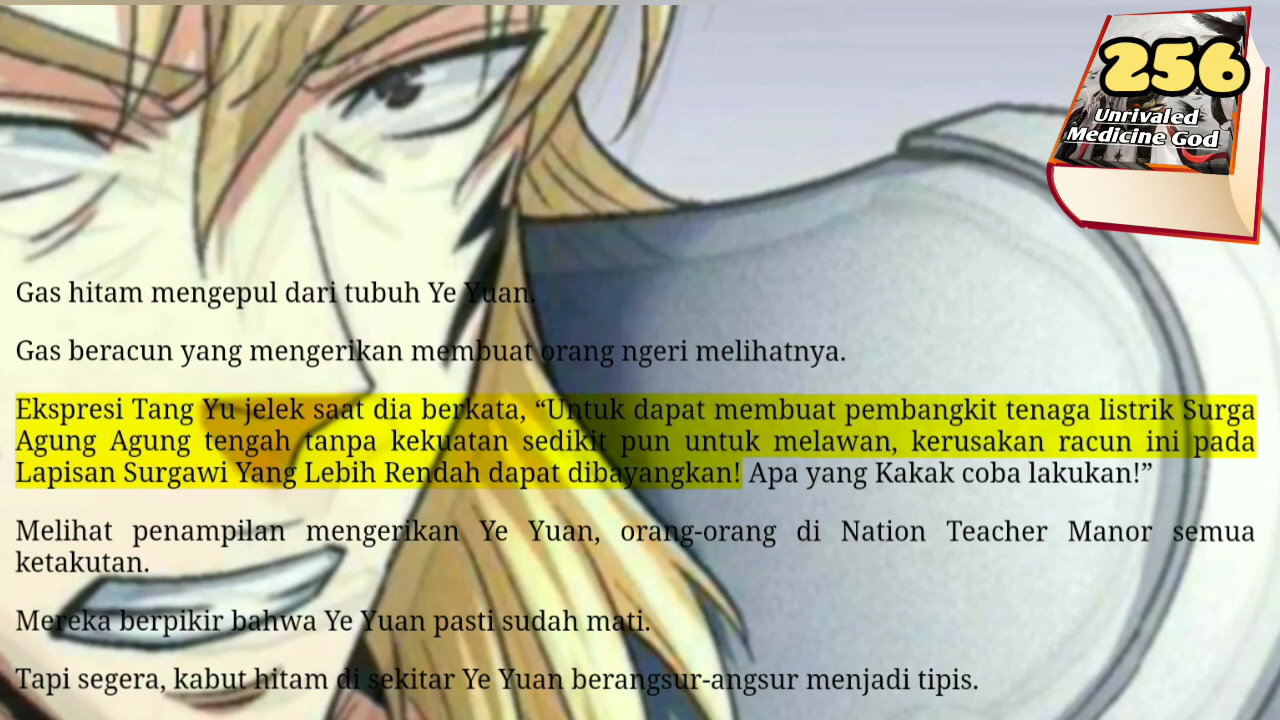 256
Unrivaled
Medicine God
Gas hitam mengepul dari tubuh Ye Yuan.
Gas beracun yang mengerikan membuat orang ngeri melihatnya.
Ekspresi Tang Yu jelek saat dia berkata, “Untuk dapat membuat pembangkit tenaga listrik Surga
Agung Agung tengah tanpa kekuatan sedikit pun untuk melawan, kerusakan racun ini pada
Lapisan Surgawi Yang Lebih Rendah dapat dibayangkan! Apa yang Kakak coba lakukan!”
Melihat penampilan mengerikan Ye Yuan, orang-orang di Nation Teacher Manor semua
ketakutan.
Mereka berpikir bahwa Ye Yuan pasti sudah mati.
Tapi segera, kabut hitam di sekitar Ye Yuan berangsur-angsur menjadi tipis.